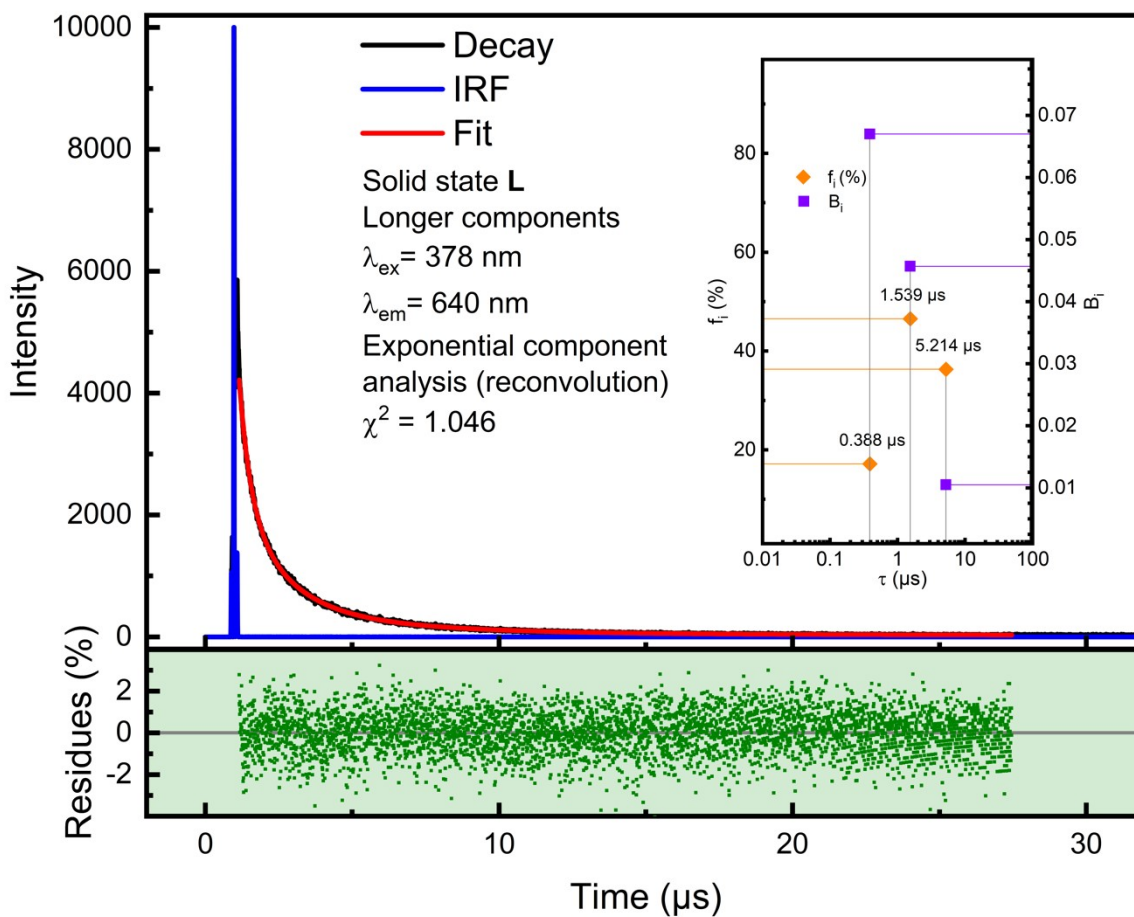 10000
8000
6000
4000
2000
0
Intensity
Decay
IRF
Fit
Solid state L
Longer components
λex= 378 nm
λem= 640 nm
Exponential component
analysis (reconvolution)
χ² = 1.046
80
60
40
20
fi (%)
fi (%)
Bi
1.539 µs
5.214 µs
0.388 µs
0.07
0.06
0.05
0.04
0.03
0.02
0.01
Bi
0.01 0.1 1 10 100
τ (µs)
2
0
-2
Residues (%)
0 10 20 30
Time (µs)